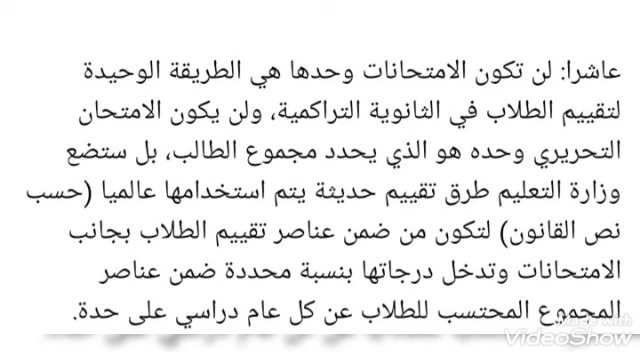 عاشرا: لن تكون الامتحانات وحدها هي الطريقة الوحيدة
لتقييم الطلاب في الثانوية التراكمية، ولن يكون الامتحان
التحريري وحده هو الذي يحدد مجموع الطالب، بل ستضع
وزارة التعليم طرق تقييم حديثة يتم استخدامها عالميا (حسب
نص القانون) لتكون من ضمن عناصر تقييم الطلاب بجانب
الامتحانات وتدخل درجاتها بنسبة محددة ضمن عناصر
المجموع المحتسب للطلاب عن كل عام دراسي على حدة.
VideoShow